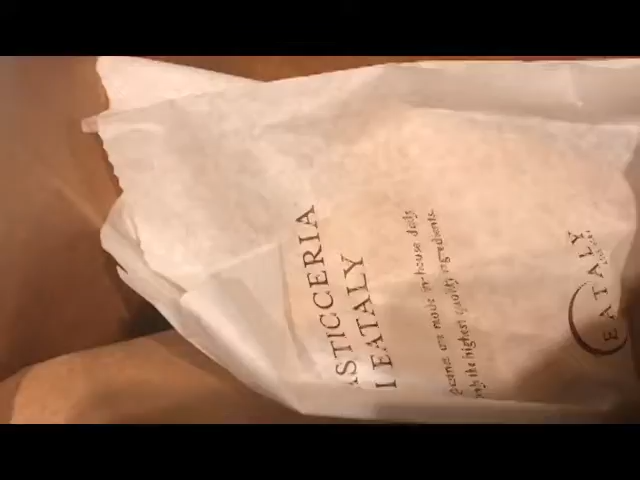 ASTICCERIA
I EATALY
are made in-house daily
the highest quality ingredients.
EATALY